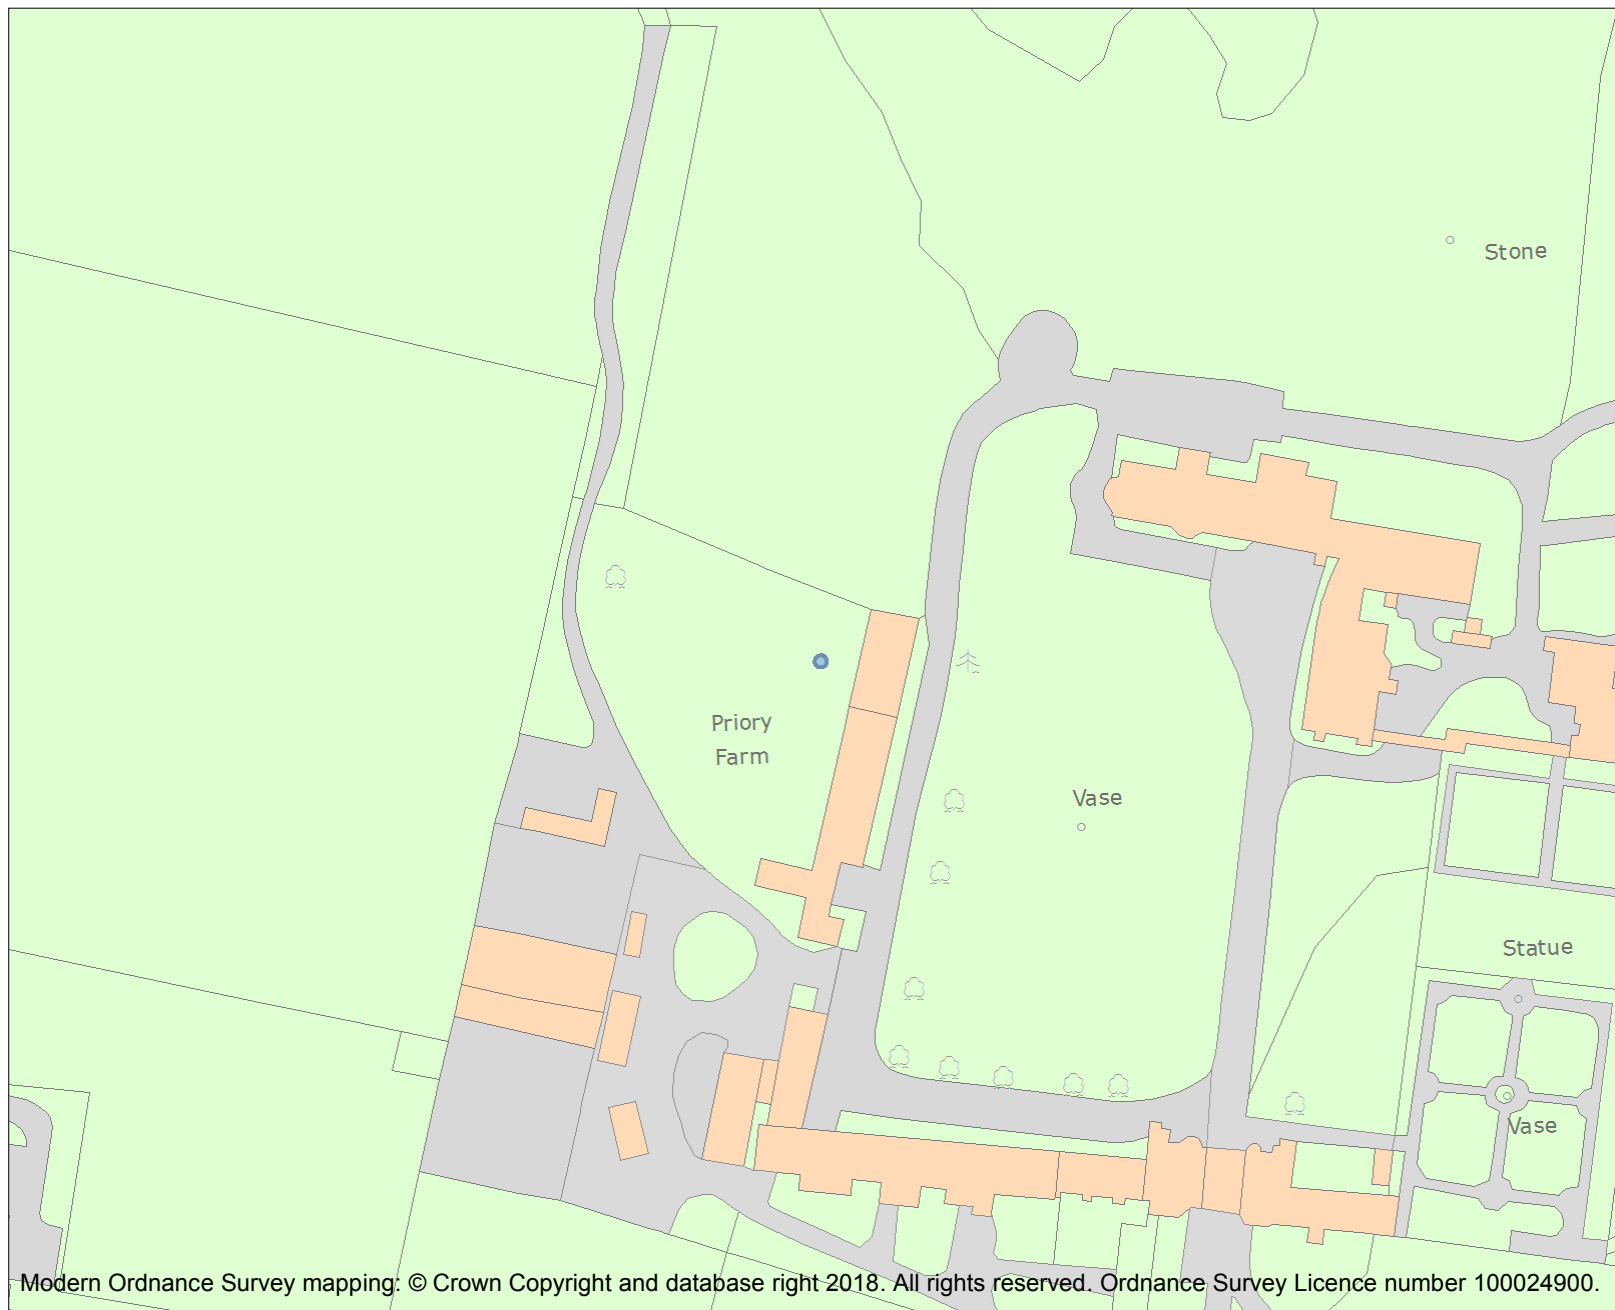 Stone
Priory
Farm
Vase
Statue
Vase
Modern Ordnance Survey mapping: © Crown Copyright and database right 2018. All rights reserved. Ordnance Survey Licence number 100024900.